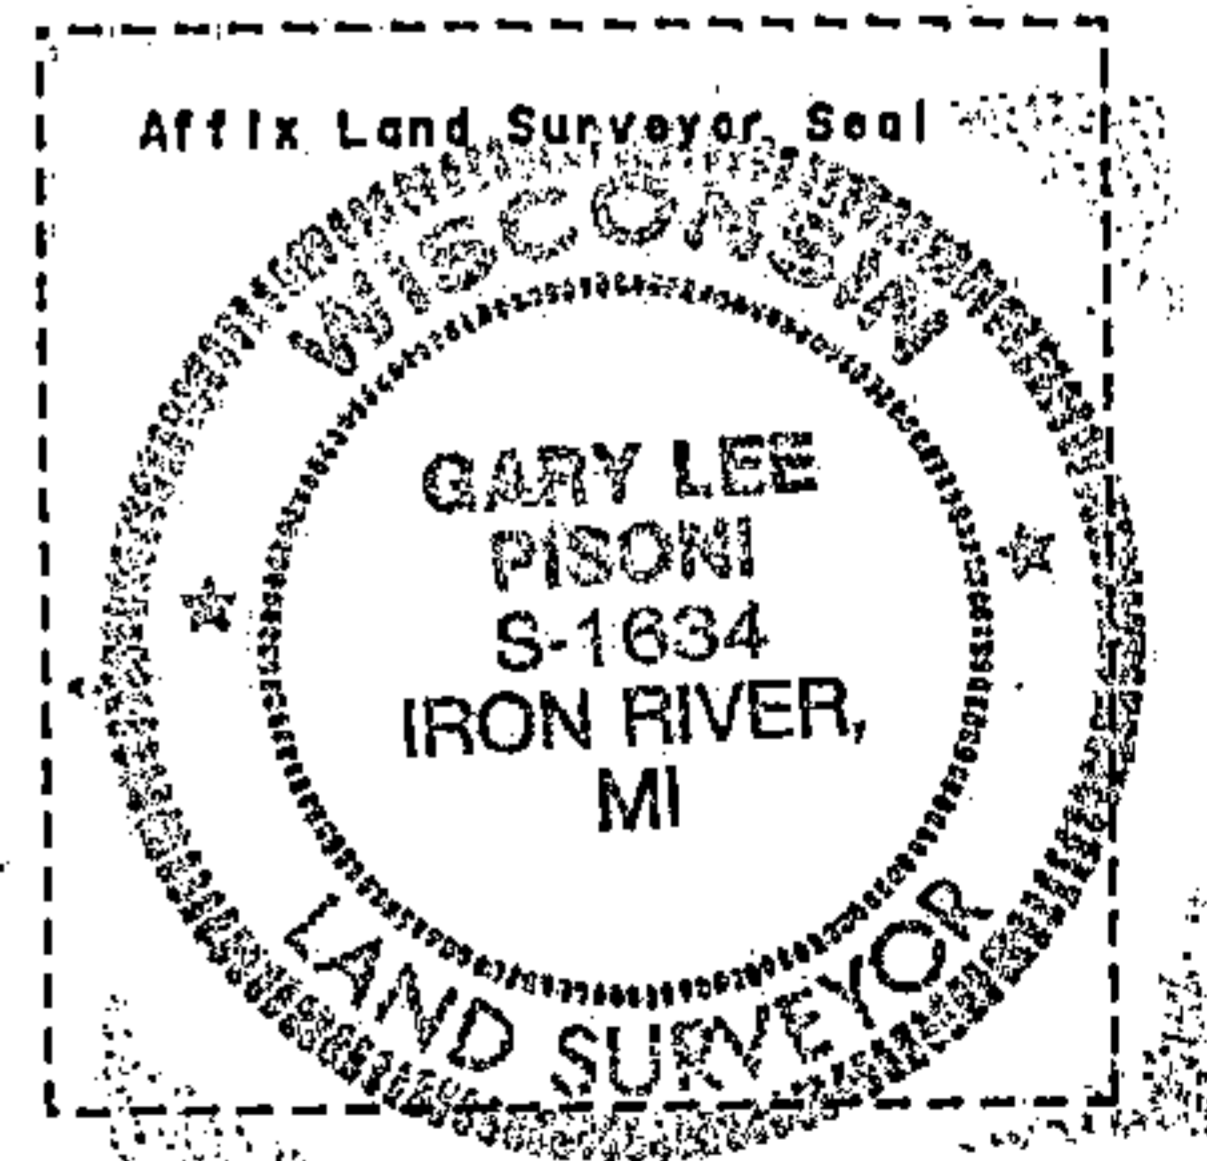 Affix Land Surveyor Seal
WISCONSIN
GARY LEE
PISONI
S-1634
IRON RIVER,
MI
LAND SURVEYOR